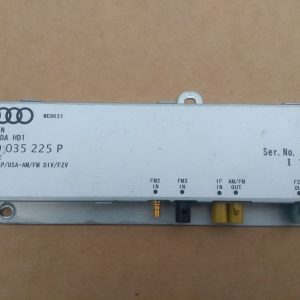 WERK21
N
DA HD1
035 225 P
Ser.No.
P/USA-AM/FM DIV/FZV
I
FM2 FM3 IF AM/FM
IN IN IN OUT